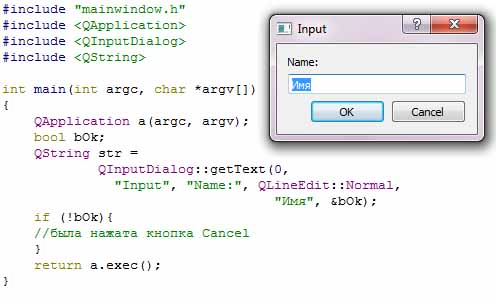 #include "mainwindow.h"
#include <QApplication>
#include <QInputDialog>
#include <QString>
int main(int argc, char *argv[])
{
    QApplication a(argc, argv);
    bool bOk;
    QString str =
            QInputDialog::getText(0,
              "Input", "Name:", QLineEdit::Normal,
                                  "Имя", &bOk);
    if (!bOk){
    //была нажата кнопка Cancel
    }
    return a.exec();
}
Input
?
Name:
Имя
OK
Cancel